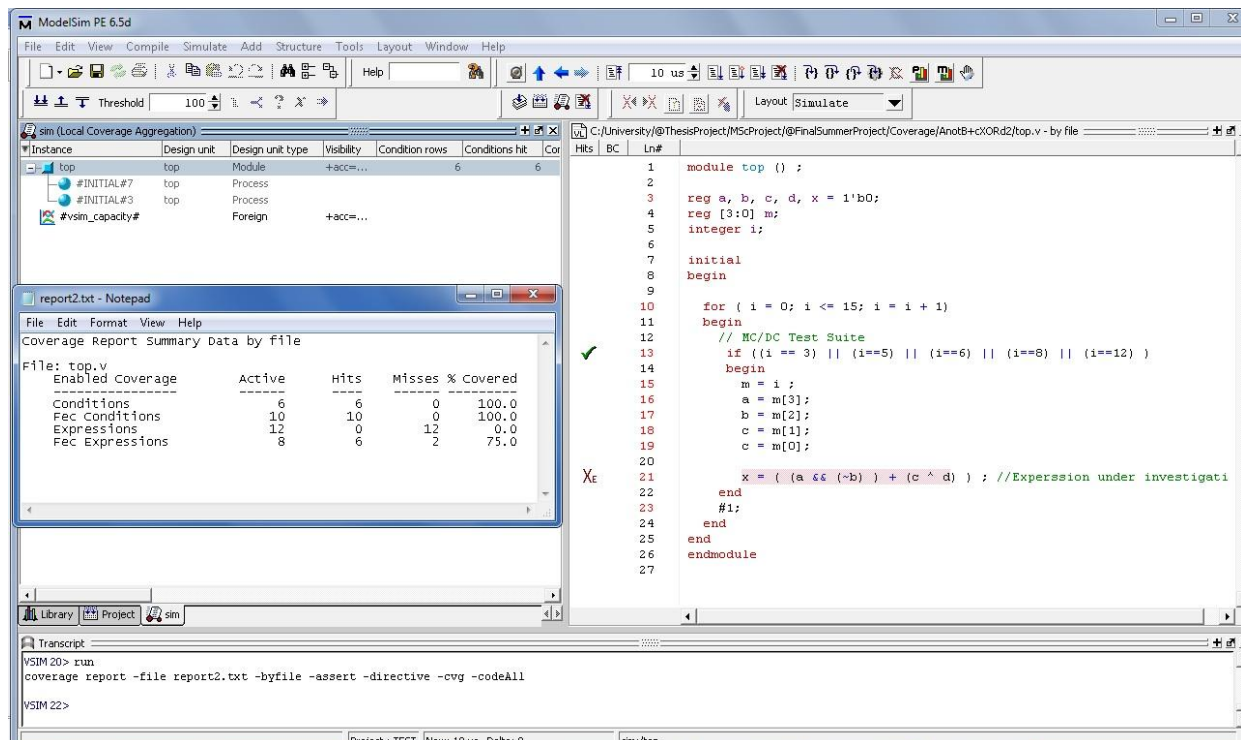 ModelSim PE 6.5d
File Edit View Compile Simulate Add Structure Tools Layout Window Help
Help 10 us
Threshold 100 Layout Simulate
sim (Local Coverage Aggregation)
Instance Design unit Design unit type Visibility Condition rows Conditions hit Cor
top top Module +acc=... 6 6
#INITIAL#7 top Process
#INITIAL#3 top Process
#vsim_capacity# Foreign +acc=...
report2.txt - Notepad
File Edit Format View Help
Coverage Report Summary Data by file
File: top.v
Enabled Coverage Active Hits Misses % Covered
---------------- ------ ---- ------ ---------
Conditions 6 6 0 100.0
Fec Conditions 10 10 0 100.0
Expressions 12 0 12 0.0
Fec Expressions 8 6 2 75.0
Library Project sim
C:/University/@ThesisProject/MScProject/@FinalSummerProject/Coverage/AnotB+cXORd2/top.v - by file
Hits BC Ln#
1 module top () ;
2
3 reg a, b, c, d, x = 1'b0;
4 reg [3:0] m;
5 integer i;
6
7 initial
8 begin
9
10 for ( i = 0; i <= 15; i = i + 1)
11 begin
12 // MC/DC Test Suite
13 if ((i == 3) || (i==5) || (i==6) || (i==8) || (i==12) )
14 begin
15 m = i ;
16 a = m[3];
17 b = m[2];
18 c = m[1];
19 c = m[0];
20
XE 21 x = ( (a && (~b) ) + (c ^ d) ) ; //Experssion under investigati
22 end
23 #1;
24 end
25 end
26 endmodule
27
Transcript
VSIM 20> run
coverage report -file report2.txt -byfile -assert -directive -cvg -codeAll
VSIM 22>